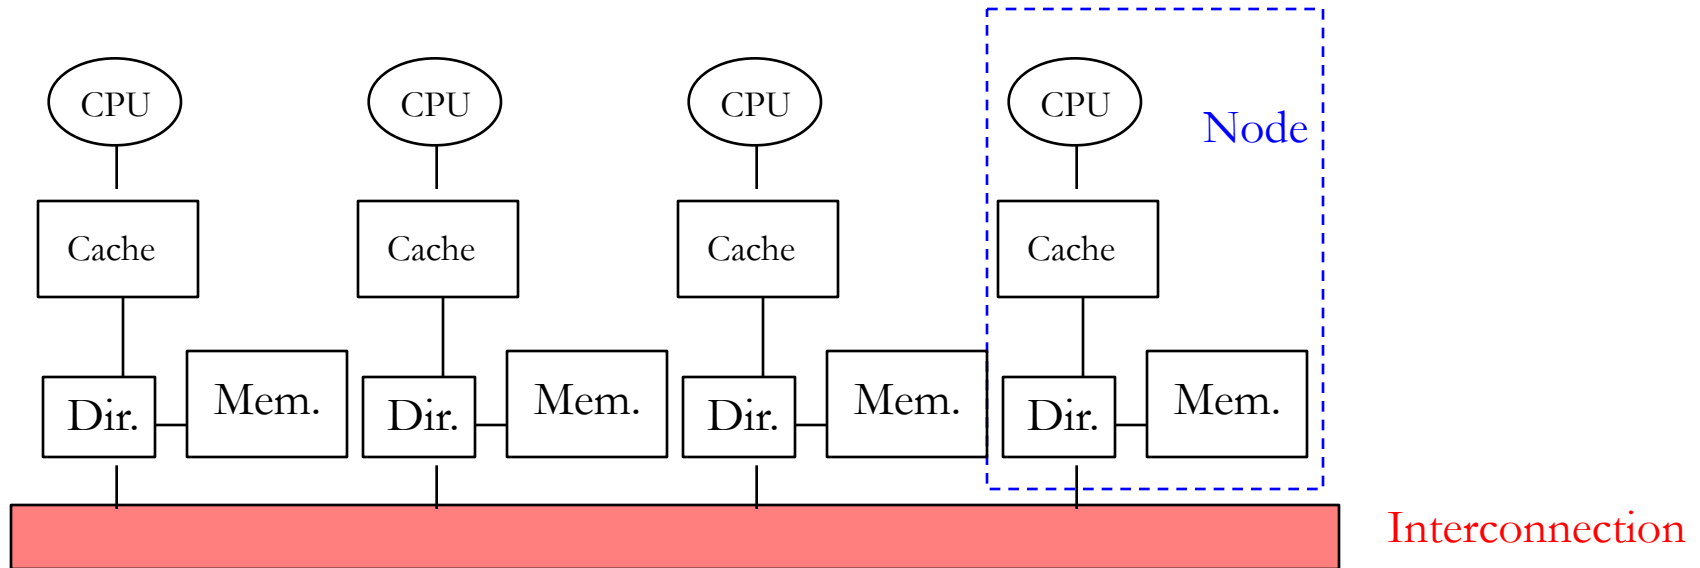 CPU
CPU
CPU
CPU
Node
Cache
Cache
Cache
Cache
Dir.
Mem.
Dir.
Mem.
Dir.
Mem.
Dir.
Mem.
Interconnection